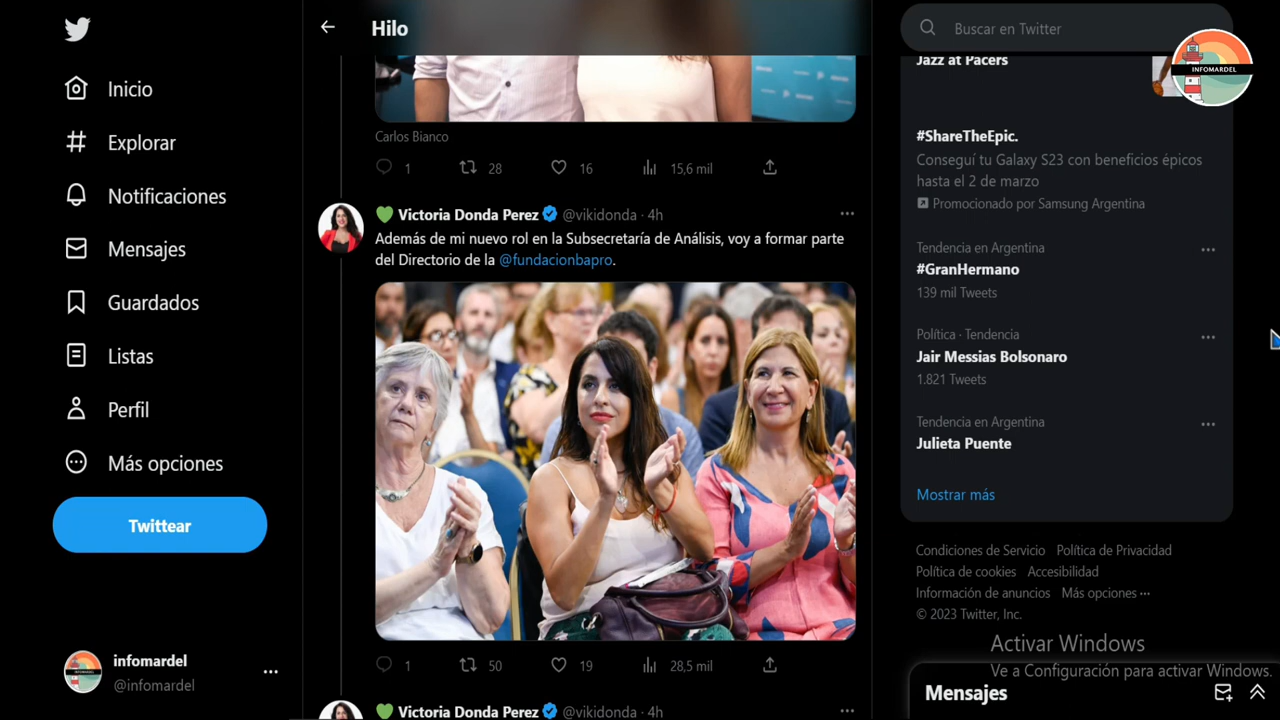 Hilo
Inicio
Explorar
Notificaciones
Mensajes
Guardados
Listas
Perfil
Más opciones
Twittear
infomardel
@infomardel
Carlos Bianco
1 28 16 15,6 mil
Victoria Donda Perez @vikidonda · 4h
Además de mi nuevo rol en la Subsecretaría de Análisis, voy a formar parte
del Directorio de la @fundacionbapro.
1 50 19 28,5 mil
Victoria Donda Perez @vikidonda · 4h
Buscar en Twitter
INFOMARDEL
Jazz at Pacers
#ShareTheEpic.
Conseguí tu Galaxy S23 con beneficios épicos
hasta el 2 de marzo
Promocionado por Samsung Argentina
Tendencia en Argentina
#GranHermano
139 mil Tweets
Política · Tendencia
Jair Messias Bolsonaro
1.821 Tweets
Tendencia en Argentina
Julieta Puente
Mostrar más
Condiciones de Servicio Política de Privacidad
Política de cookies Accesibilidad
Información de anuncios Más opciones ···
© 2023 Twitter, Inc.
Activar Windows
Ve a Configuración para activar Windows.
Mensajes